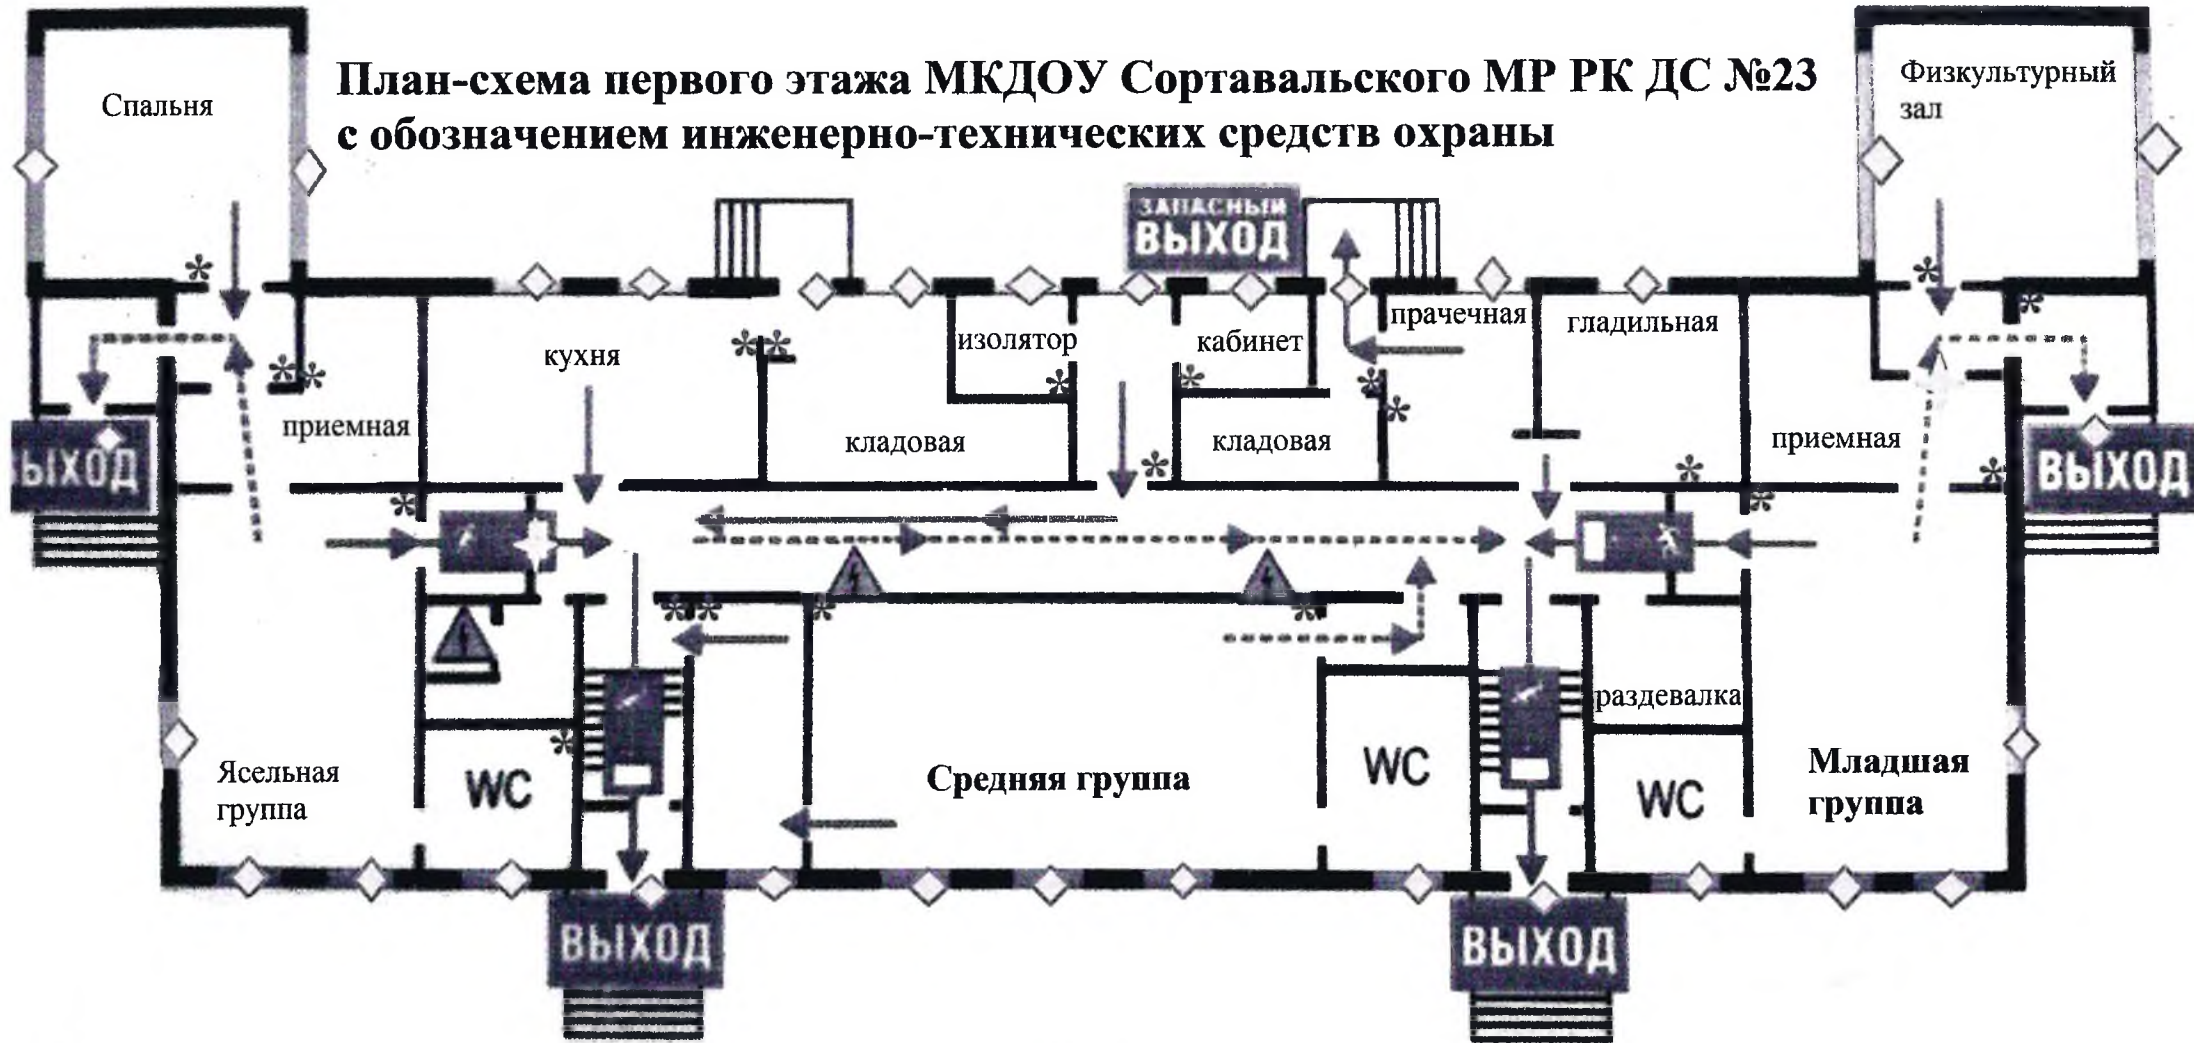 План-схема первого этажа МКДОУ Сортавальского МР РК ДС №23
с обозначением инженерно-технических средств охраны
Спальня
Физкультурный
зал
ЗАПАСНЫЙ
ВЫХОД
изолятор
кабинет
прачечная
гладильная
кухня
приемная
кладовая
кладовая
приемная
ВЫХОД
ВЫХОД
раздевалка
Ясельная
группа
WC
Средняя группа
WC
WC
Младшая
группа
ВЫХОД
ВЫХОД